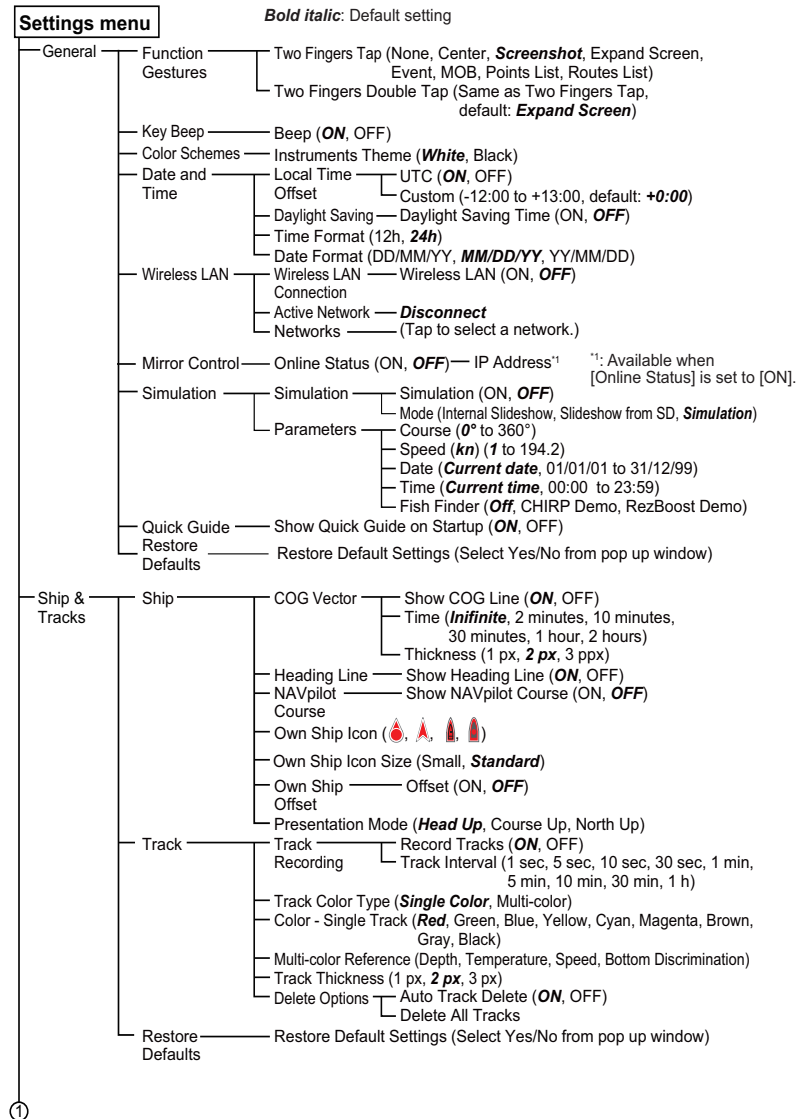 Settings menu
Bold italic: Default setting
General
Function
Gestures
Two Fingers Tap (None, Center, Screenshot, Expand Screen,
Event, MOB, Points List, Routes List)
Two Fingers Double Tap (Same as Two Fingers Tap,
default: Expand Screen)
Key Beep
Beep (ON, OFF)
Color Schemes
Instruments Theme (White, Black)
Date and
Time
Local Time
Offset
UTC (ON, OFF)
Custom (-12:00 to +13:00, default: +0:00)
Daylight Saving
Daylight Saving Time (ON, OFF)
Time Format (12h, 24h)
Date Format (DD/MM/YY, MM/DD/YY, YY/MM/DD)
Wireless LAN
Wireless LAN
Connection
Wireless LAN (ON, OFF)
Active Network
Disconnect
Networks
(Tap to select a network.)
Mirror Control
Online Status (ON, OFF)
IP Address*1
*1: Available when
[Online Status] is set to [ON].
Simulation
Simulation
Simulation (ON, OFF)
Mode (Internal Slideshow, Slideshow from SD, Simulation)
Parameters
Course (0° to 360°)
Speed (kn) (1 to 194.2)
Date (Current date, 01/01/01 to 31/12/99)
Time (Current time, 00:00 to 23:59)
Fish Finder (Off, CHIRP Demo, RezBoost Demo)
Quick Guide
Show Quick Guide on Startup (ON, OFF)
Restore
Defaults
Restore Default Settings (Select Yes/No from pop up window)
Ship &
Tracks
Ship
COG Vector
Show COG Line (ON, OFF)
Time (Inifinite, 2 minutes, 10 minutes,
30 minutes, 1 hour, 2 hours)
Thickness (1 px, 2 px, 3 ppx)
Heading Line
Show Heading Line (ON, OFF)
NAVpilot
Course
Show NAVpilot Course (ON, OFF)
Own Ship Icon ( , , , )
Own Ship Icon Size (Small, Standard)
Own Ship
Offset
Offset (ON, OFF)
Presentation Mode (Head Up, Course Up, North Up)
Track
Track
Recording
Record Tracks (ON, OFF)
Track Interval (1 sec, 5 sec, 10 sec, 30 sec, 1 min,
5 min, 10 min, 30 min, 1 h)
Track Color Type (Single Color, Multi-color)
Color - Single Track (Red, Green, Blue, Yellow, Cyan, Magenta, Brown,
Gray, Black)
Multi-color Reference (Depth, Temperature, Speed, Bottom Discrimination)
Track Thickness (1 px, 2 px, 3 px)
Delete Options
Auto Track Delete (ON, OFF)
Delete All Tracks
Restore
Defaults
Restore Default Settings (Select Yes/No from pop up window)
①